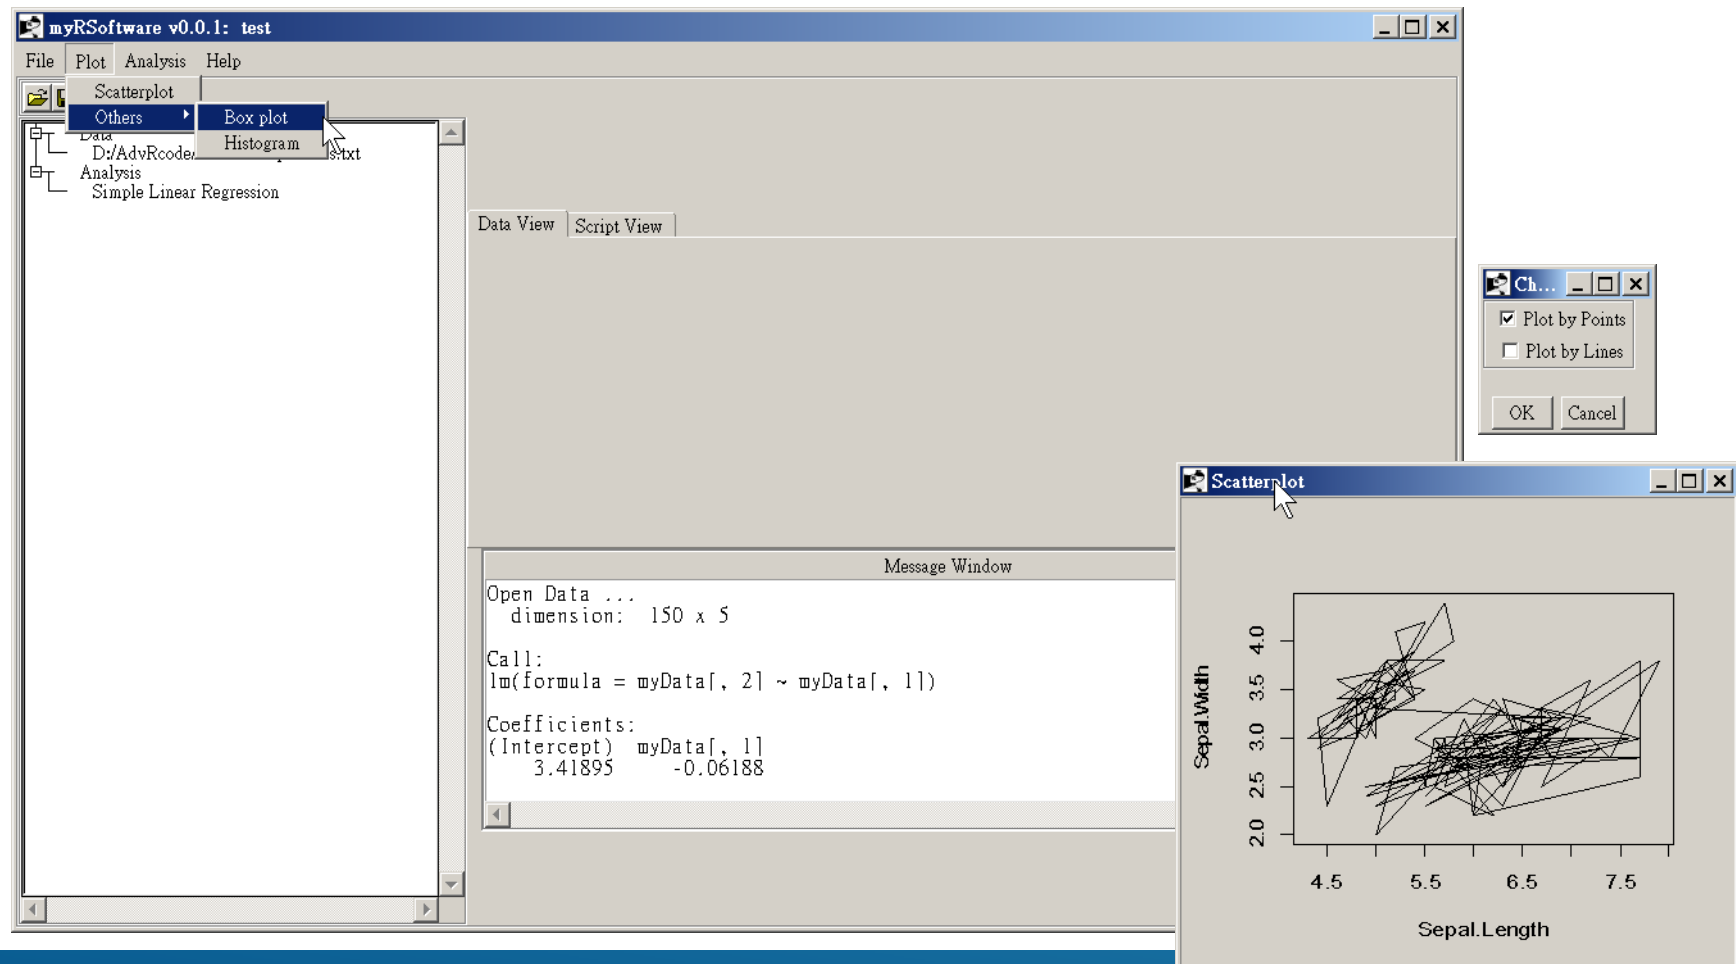 myRSoftware v0.0.1: test
File Plot Analysis Help
Scatterplot
Others
Box plot
Histogram
Data
D:/AdvRcode/ .txt
Analysis
Simple Linear Regression
Data View Script View
Ch...
Plot by Points
Plot by Lines
OK Cancel
Message Window
Open Data ...
dimension: 150 x 5
Call:
lm(formula = myData[, 2] ~ myData[, 1])
Coefficients:
(Intercept) myData[, 1]
3.41895 -0.06188
Scatterplot
Sepal.Width
4.0
3.5
3.0
2.5
2.0
4.5 5.5 6.5 7.5
Sepal.Length